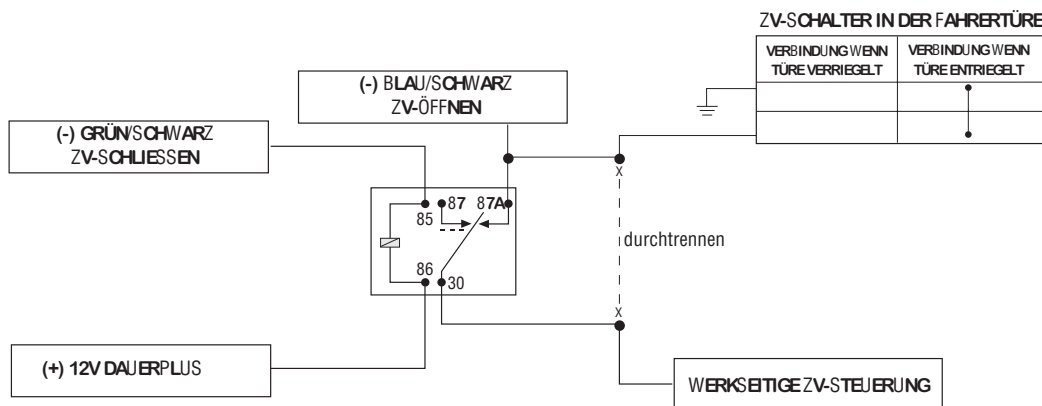 ZV-SCHALTER IN DER FAHRERTÜRE
VERBINDUNG WENN
TÜRE VERRIEGELT
VERBINDUNG WENN
TÜRE ENTRIEGELT
(-) BLAU/SCHWARZ
ZV-ÖFFNEN
(-) GRÜN/SCHWARZ
ZV-SCHLIESSEN
87 87A
85
86
30
x
durchtrennen
x
(+) 12V DAUERPLUS
WERKSEITIGE ZV-STEUERUNG